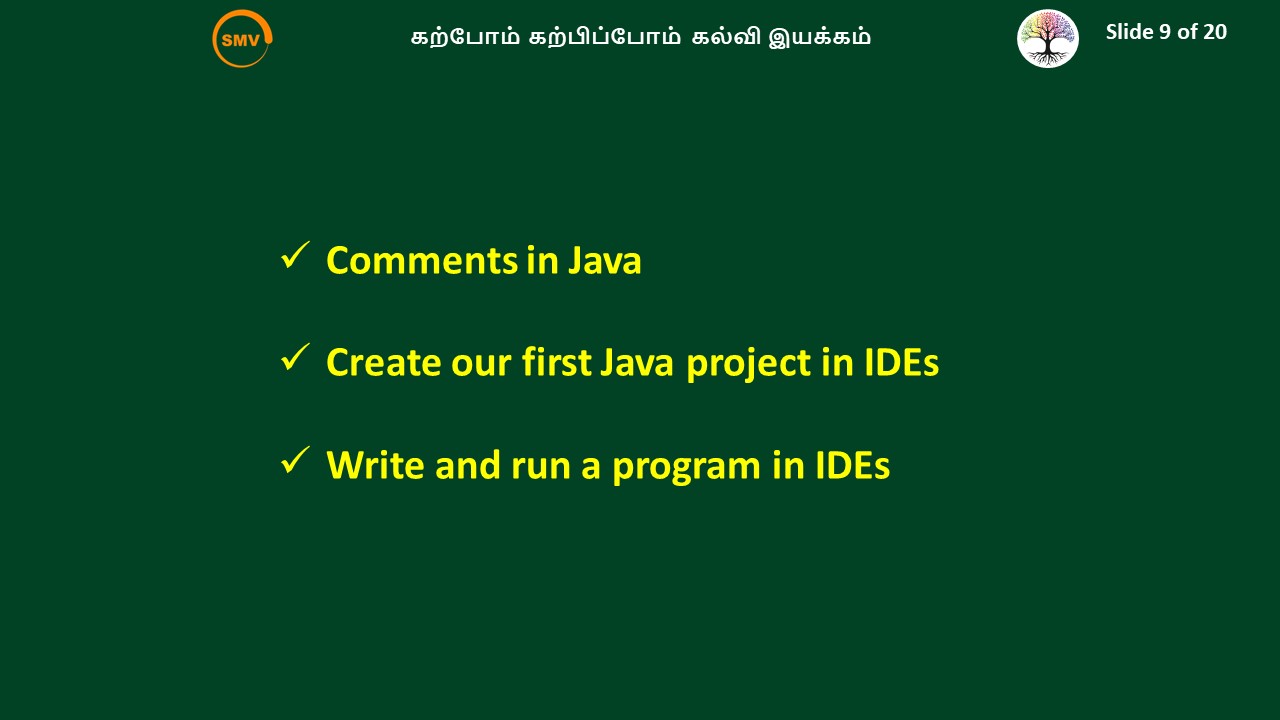 SMV
கற்போம் கற்பிப்போம் கல்வி இயக்கம்
Slide 9 of 20
✓ Comments in Java
✓ Create our first Java project in IDEs
✓ Write and run a program in IDEs